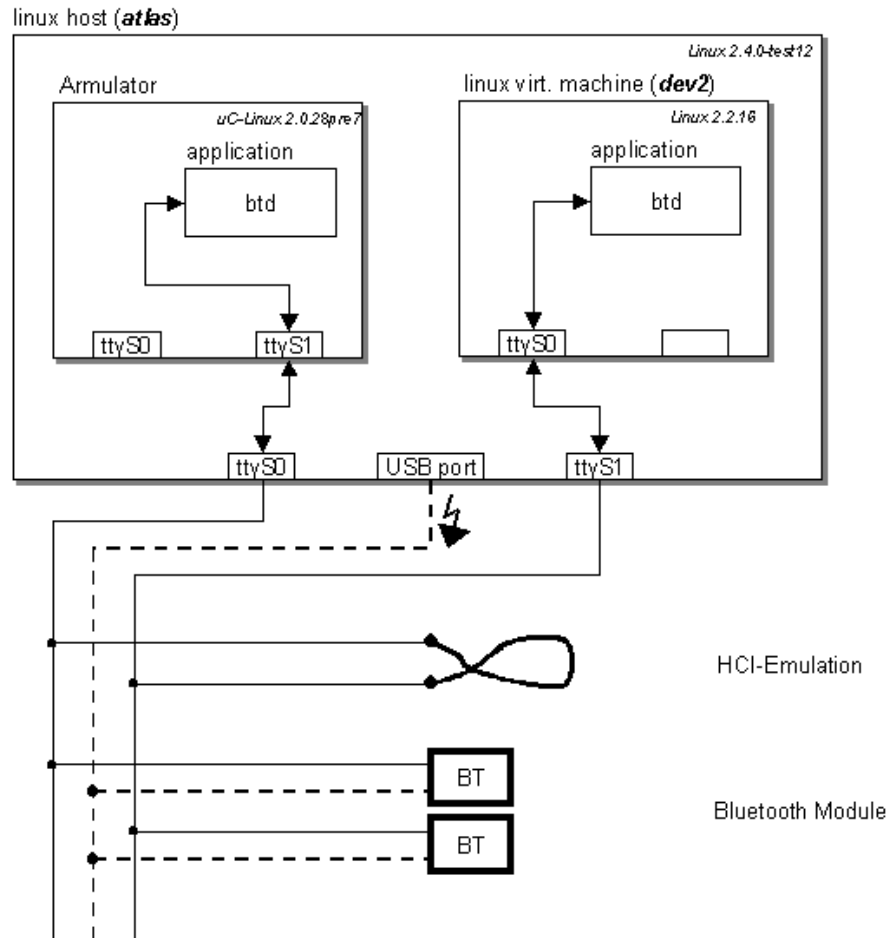 linux host (atlas)
Linux 2.4.0-test12
Armulator
linux virt. machine (dev2)
uC-Linux 2.0.28pre7
Linux 2.2.16
application
application
btd
btd
ttyS0
ttyS1
ttyS0
ttyS0
USB port
ttyS1
HCI-Emulation
BT
Bluetooth Module
BT